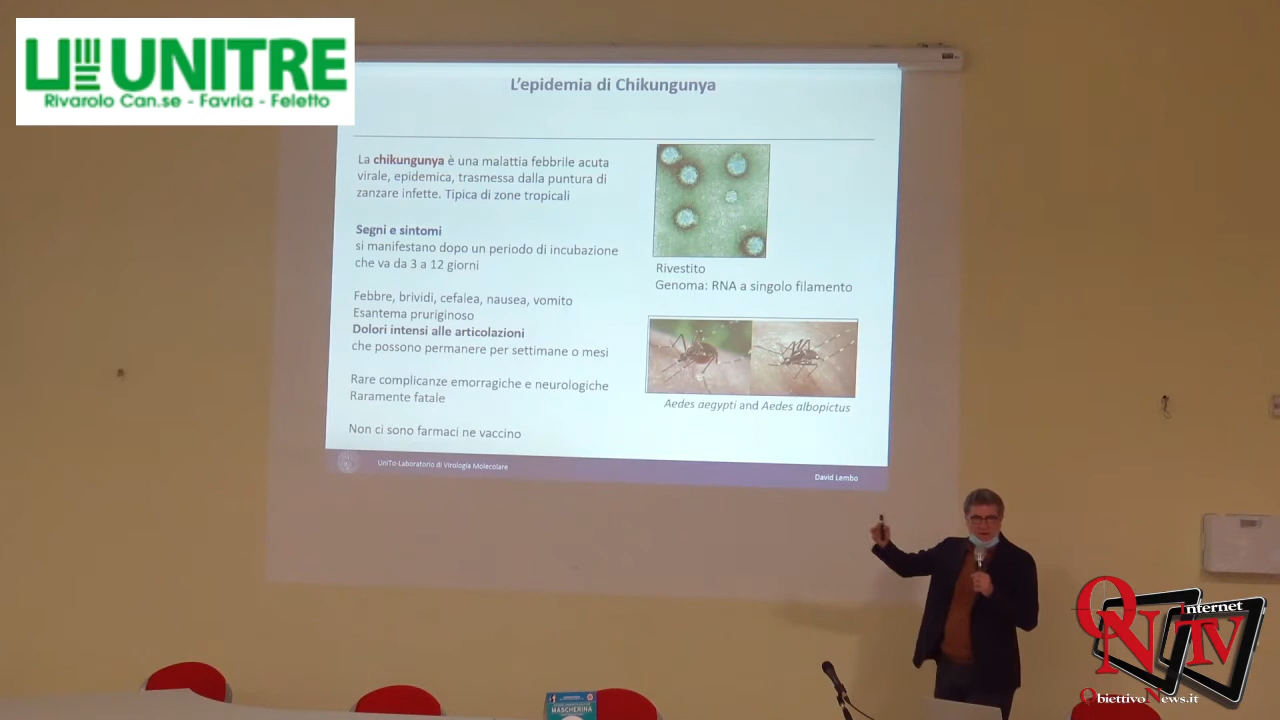 UNITRE
Rivarolo Can.se - Favria - Feletto
L'epidemia di Chikungunya
La chikungunya è una malattia febbrile acuta
virale, epidemica, trasmessa dalla puntura di
zanzare infette. Tipica di zone tropicali
Segni e sintomi
si manifestano dopo un periodo di incubazione
che va da 3 a 12 giorni
Febbre, brividi, cefalea, nausea, vomito
Esantema pruriginoso
Dolori intensi alle articolazioni
che possono permanere per settimane o mesi
Rare complicanze emorragiche e neurologiche
Raramente fatale
Non ci sono farmaci ne vaccino
Rivestito
Genoma: RNA a singolo filamento
Aedes aegypti and Aedes albopictus
UniTo-Laboratorio di Virologia Molecolare
David Lembo
MASCHERINA
ON
Internet
TV
ObiettivoNews.it